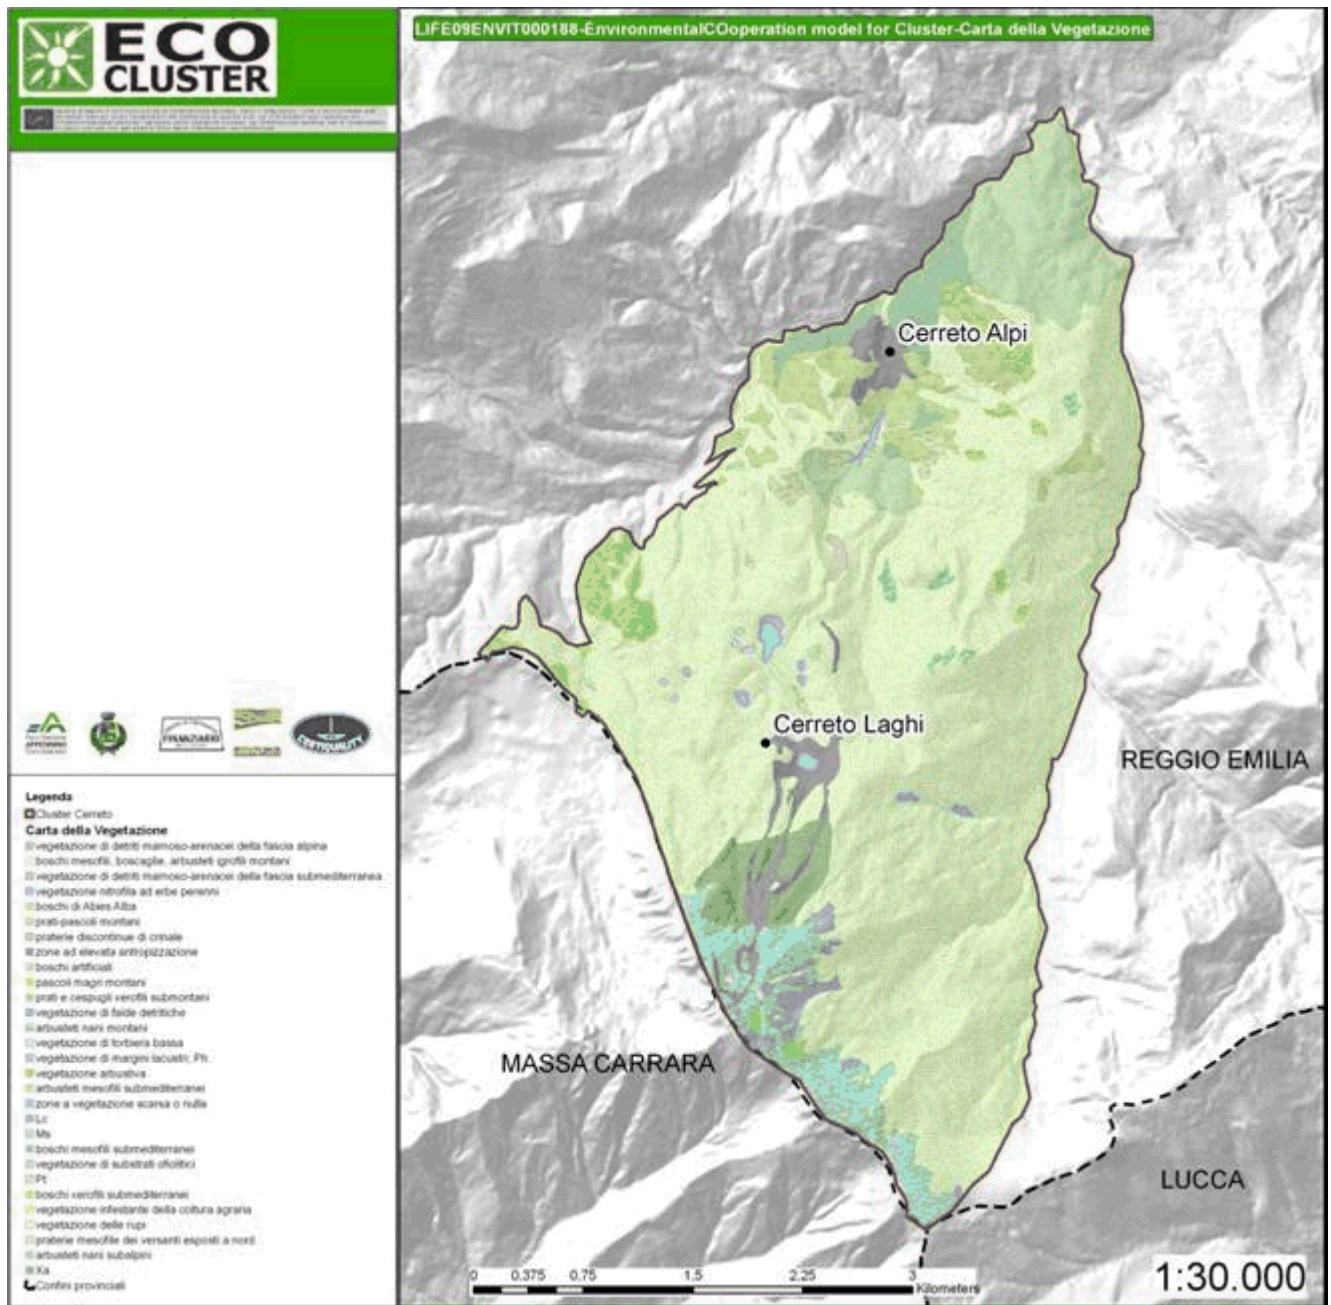 ECO
CLUSTER
LIFE09ENVIT000188-EnvironmentalCOoperation model for Cluster-Carta della Vegetazione
Cerreto Alpi
Cerreto Laghi
REGGIO EMILIA
MASSA CARRARA
LUCCA
APPENNINO
FINANZIARIO
CERTIQUALITY
Legenda
Cluster Cerreto
Carta della Vegetazione
vegetazione di detriti marnoso-arenacei della fascia alpina
boschi mesofili, boscaglie, arbusteti igrofili montani
vegetazione di detriti marnoso-arenacei della fascia submediterranea
vegetazione nitrofila ad erbe perenni
boschi di Abies Alba
prati-pascoli montani
praterie discontinue di crinale
zone ad elevata antropizzazione
boschi artificiali
pascoli magri montani
prati e cespugli xerofili submontani
vegetazione di falde detritiche
arbusteti nani montani
vegetazione di torbiera bassa
vegetazione di margini lacustri; Ph
vegetazione arbustiva
arbusteti mesofili submediterranei
zone a vegetazione scarsa o nulla
Lc
Ms
boschi mesofili submediterranei
vegetazione di substrati ofiolitici
Pt
boschi xerofili submediterranei
vegetazione infestante della coltura agraria
vegetazione delle rupi
praterie mesofile dei versanti esposti a nord
arbusteti nani subalpini
Xa
Confini provinciali
0 0.375 0.75 1.5 2.25 3
Kilometers
1:30.000